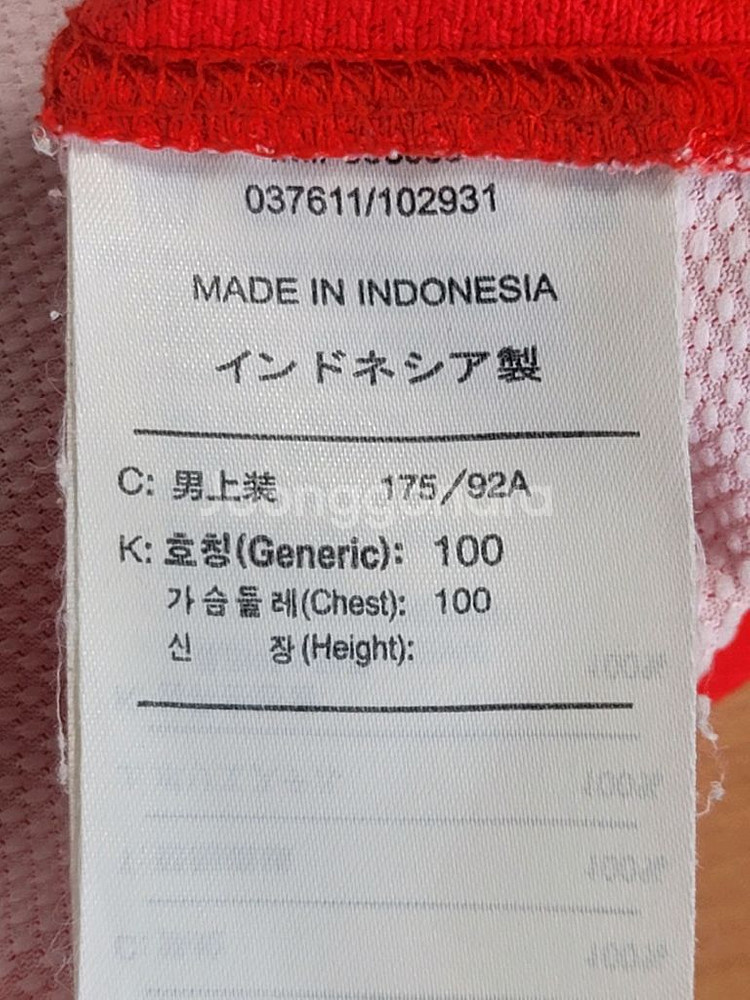 037611/102931
MADE IN INDONESIA
インドネシア製
C: 男上装 175/92A
K: 호칭(Generic): 100
가슴둘레(Chest): 100
신 장(Height):